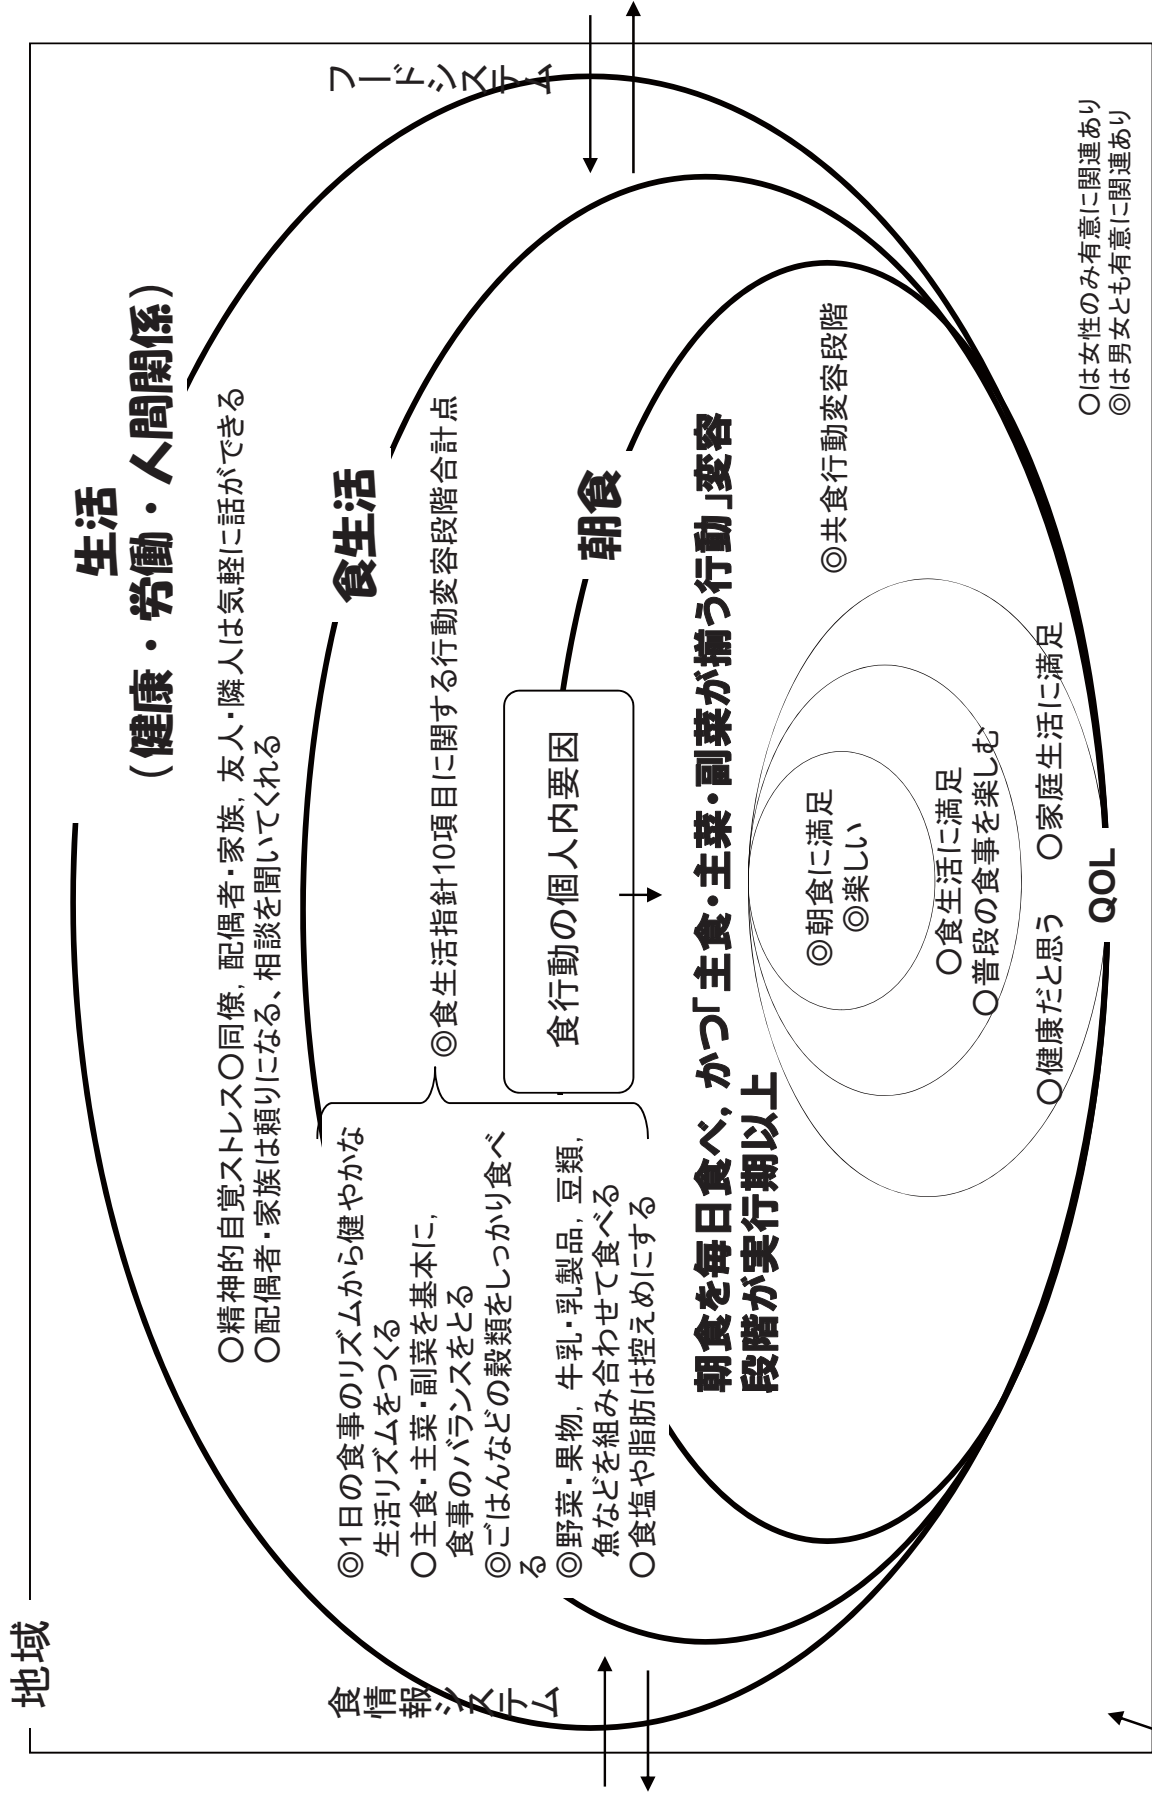 地域
生活
（健康・労働・人間関係）
○精神的自覚ストレス○同僚，配偶者・家族，友人・隣人は気軽に話ができる
○配偶者・家族は頼りになる、相談を聞いてくれる
食情報システム
フードシステム
食生活
◎1日の食事のリズムから健やかな
生活リズムをつくる
○主食・主菜・副菜を基本に，
食事のバランスをとる
◎ごはんなどの穀類をしっかり食べ
る
◎野菜・果物，牛乳・乳製品，豆類，
魚などを組み合わせて食べる
○食塩や脂肪は控えめにする
◎食生活指針10項目に関する行動変容段階合計点
食行動の個人内要因
朝食
朝食を毎日食べ，かつ「主食・主菜・副菜が揃う行動」変容
段階が実行期以上
◎共食行動変容段階
◎朝食に満足
◎楽しい
○食生活に満足
○普段の食事を楽しむ
○健康だと思う　○家庭生活に満足
QOL
○は女性のみ有意に関連あり
◎は男女とも有意に関連あり